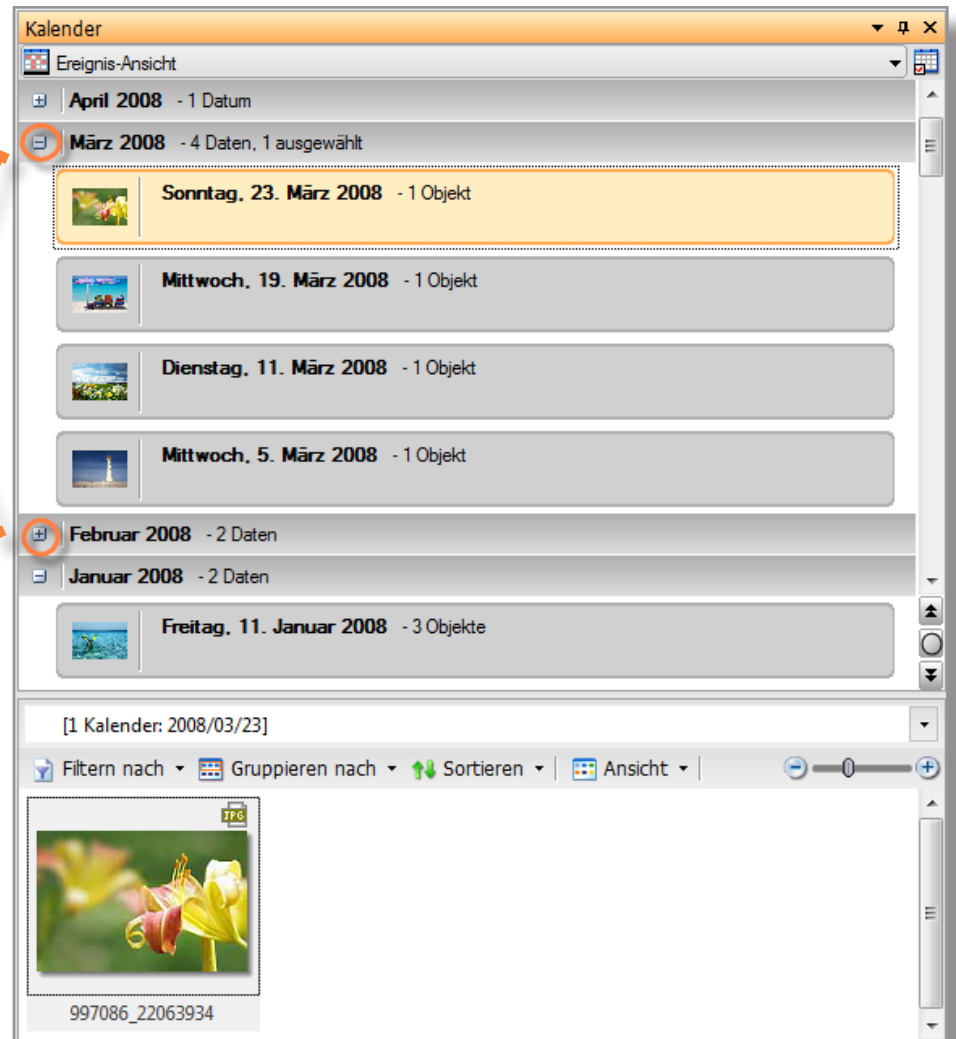 Kalender
Ereignis-Ansicht
April 2008 - 1 Datum
März 2008 - 4 Daten, 1 ausgewählt
Sonntag, 23. März 2008 - 1 Objekt
Mittwoch, 19. März 2008 - 1 Objekt
Dienstag, 11. März 2008 - 1 Objekt
Mittwoch, 5. März 2008 - 1 Objekt
Februar 2008 - 2 Daten
Januar 2008 - 2 Daten
Freitag, 11. Januar 2008 - 3 Objekte
[1 Kalender: 2008/03/23]
Filtern nach Gruppieren nach Sortieren Ansicht
JPG
997086_22063934